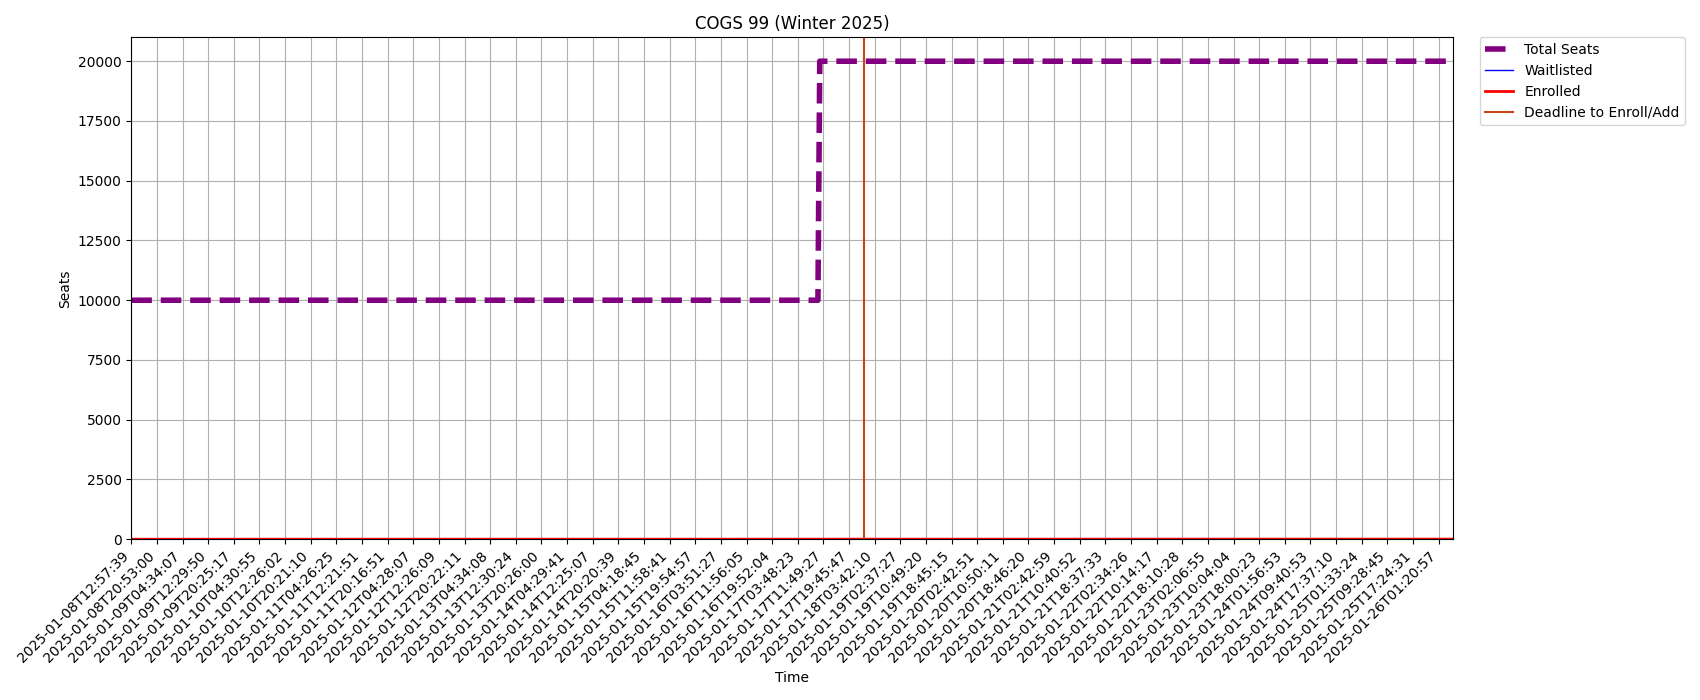 COGS 99 (Winter 2025)
Total Seats
Waitlisted
Enrolled
Deadline to Enroll/Add
20000
17500
15000
12500
10000
7500
5000
2500
0
Seats
2025-01-08T12:57:39
2025-01-08T20:53:00
2025-01-09T04:34:07
2025-01-09T12:29:50
2025-01-09T20:25:17
2025-01-10T04:30:55
2025-01-10T12:26:02
2025-01-10T20:21:10
2025-01-11T04:26:25
2025-01-11T12:21:51
2025-01-11T20:16:51
2025-01-12T04:28:07
2025-01-12T12:26:09
2025-01-12T20:22:11
2025-01-13T04:34:08
2025-01-13T12:30:24
2025-01-13T20:26:00
2025-01-14T04:29:41
2025-01-14T12:25:07
2025-01-14T20:20:39
2025-01-15T04:18:45
2025-01-15T11:58:41
2025-01-15T19:54:57
2025-01-16T03:51:27
2025-01-16T11:56:05
2025-01-16T19:52:04
2025-01-17T03:48:23
2025-01-17T11:49:27
2025-01-17T19:45:47
2025-01-18T03:42:10
2025-01-19T02:37:27
2025-01-19T10:49:20
2025-01-19T18:45:15
2025-01-20T02:42:51
2025-01-20T10:50:11
2025-01-20T18:46:20
2025-01-21T02:42:59
2025-01-21T10:40:52
2025-01-21T18:37:33
2025-01-22T02:34:26
2025-01-22T10:14:17
2025-01-22T18:10:28
2025-01-23T02:06:55
2025-01-23T10:04:04
2025-01-23T18:00:23
2025-01-24T01:56:53
2025-01-24T09:40:53
2025-01-24T17:37:10
2025-01-25T01:33:24
2025-01-25T09:28:45
2025-01-25T17:24:31
2025-01-26T01:20:57
Time